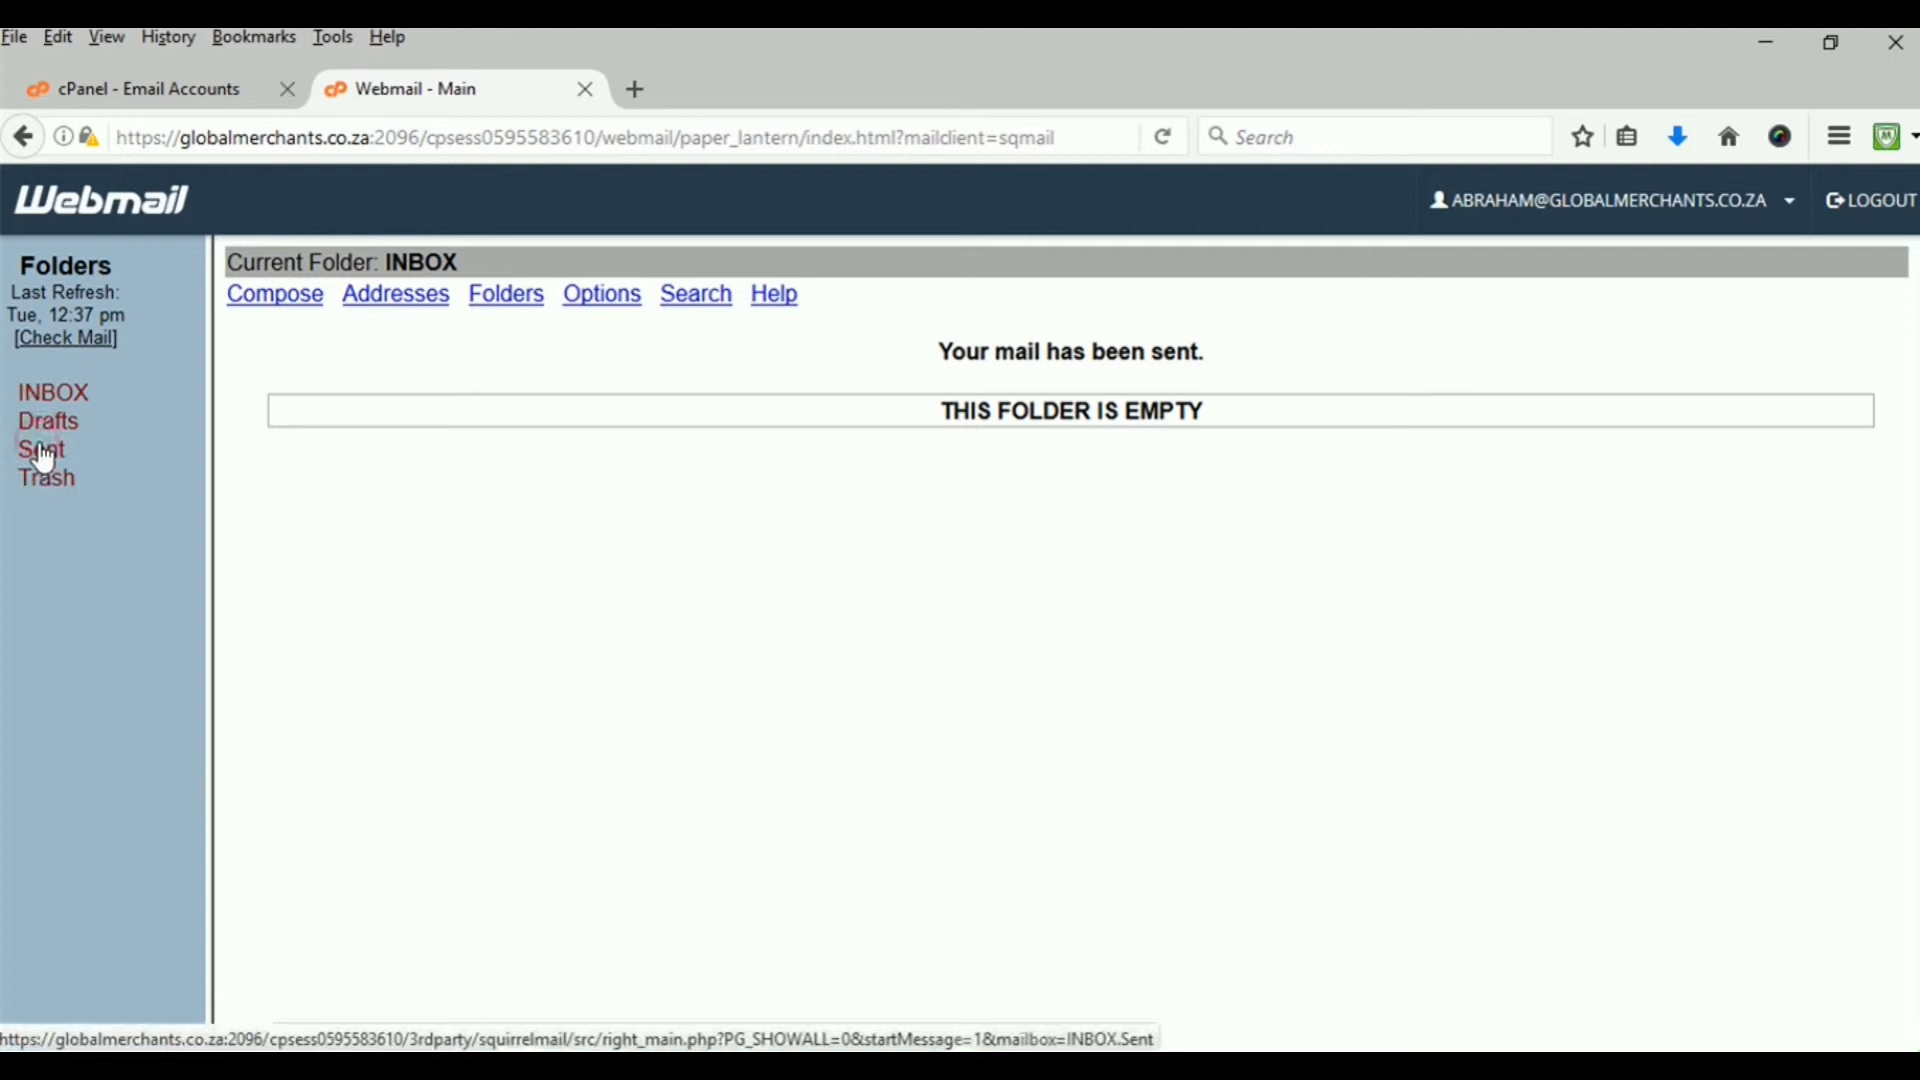 File Edit View History Bookmarks Tools Help
cPanel - Email Accounts Webmail - Main
https://globalmerchants.co.za:2096/cpsess0595583610/webmail/paper_lantern/index.html?mailclient=sqmail Search
Webmail ABRAHAM@GLOBALMERCHANTS.CO.ZA LOGOUT
Folders
Last Refresh:
Tue, 12:37 pm
[Check Mail]
INBOX
Drafts
Sent
Trash
Current Folder: INBOX
Compose Addresses Folders Options Search Help
Your mail has been sent.
THIS FOLDER IS EMPTY
https://globalmerchants.co.za:2096/cpsess0595583610/3rdparty/squirrelmail/src/right_main.php?PG_SHOWALL=0&startMessage=1&mailbox=INBOX.Sent